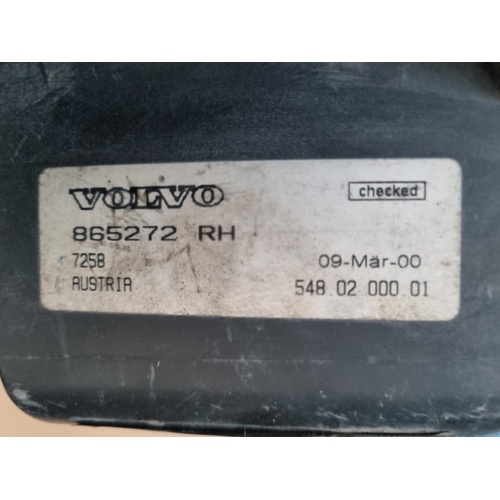 VOLVO checked
865272 RH
7258 09-Mär-00
AUSTRIA 548.02.000.01